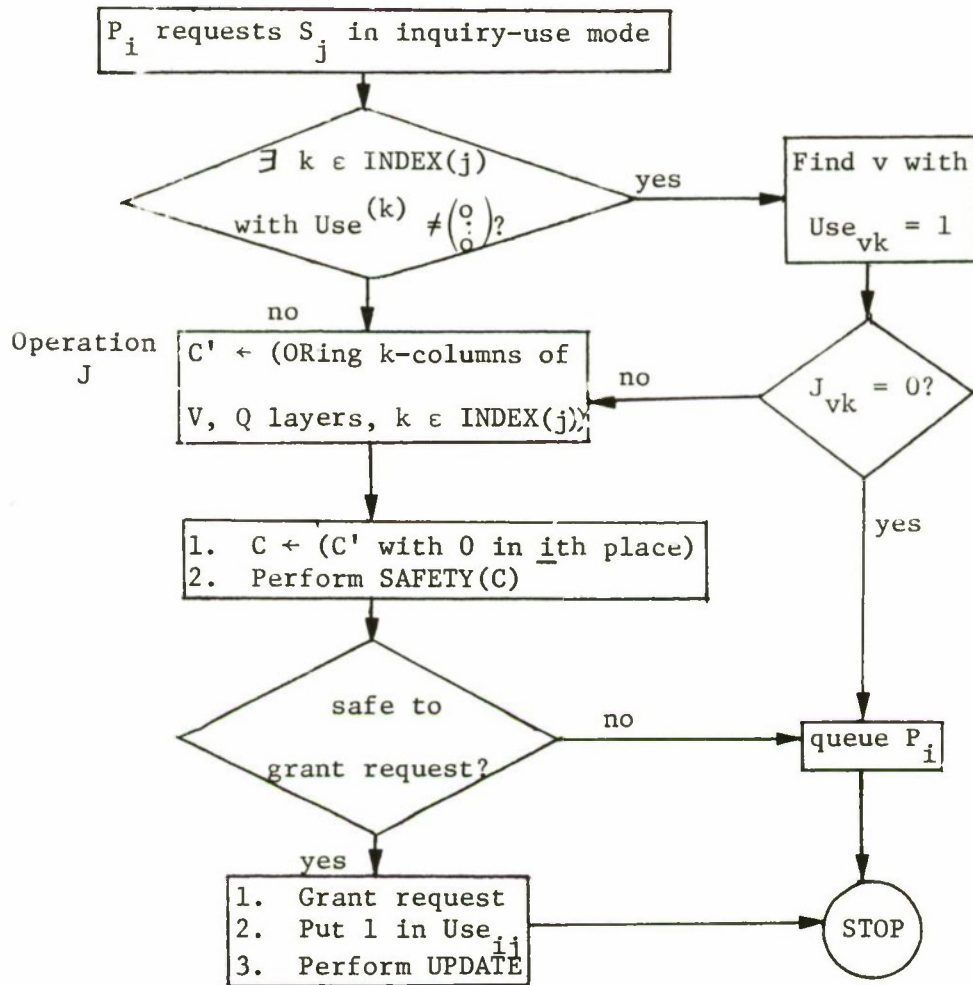 P_i requests S_j in inquiry-use mode
∃ k ε INDEX(j)
with Use^(k) ≠ (o ⋮ o)?
yes
Find v with
Use_vk = 1
no
Operation
J
C' ← (ORing k-columns of
V, Q layers, k ε INDEX(j))
no
J_vk = 0?
yes
1. C ← (C' with 0 in ith place)
2. Perform SAFETY(C)
safe to
grant request?
no
queue P_i
yes
1. Grant request
2. Put 1 in Use_ij
3. Perform UPDATE
STOP